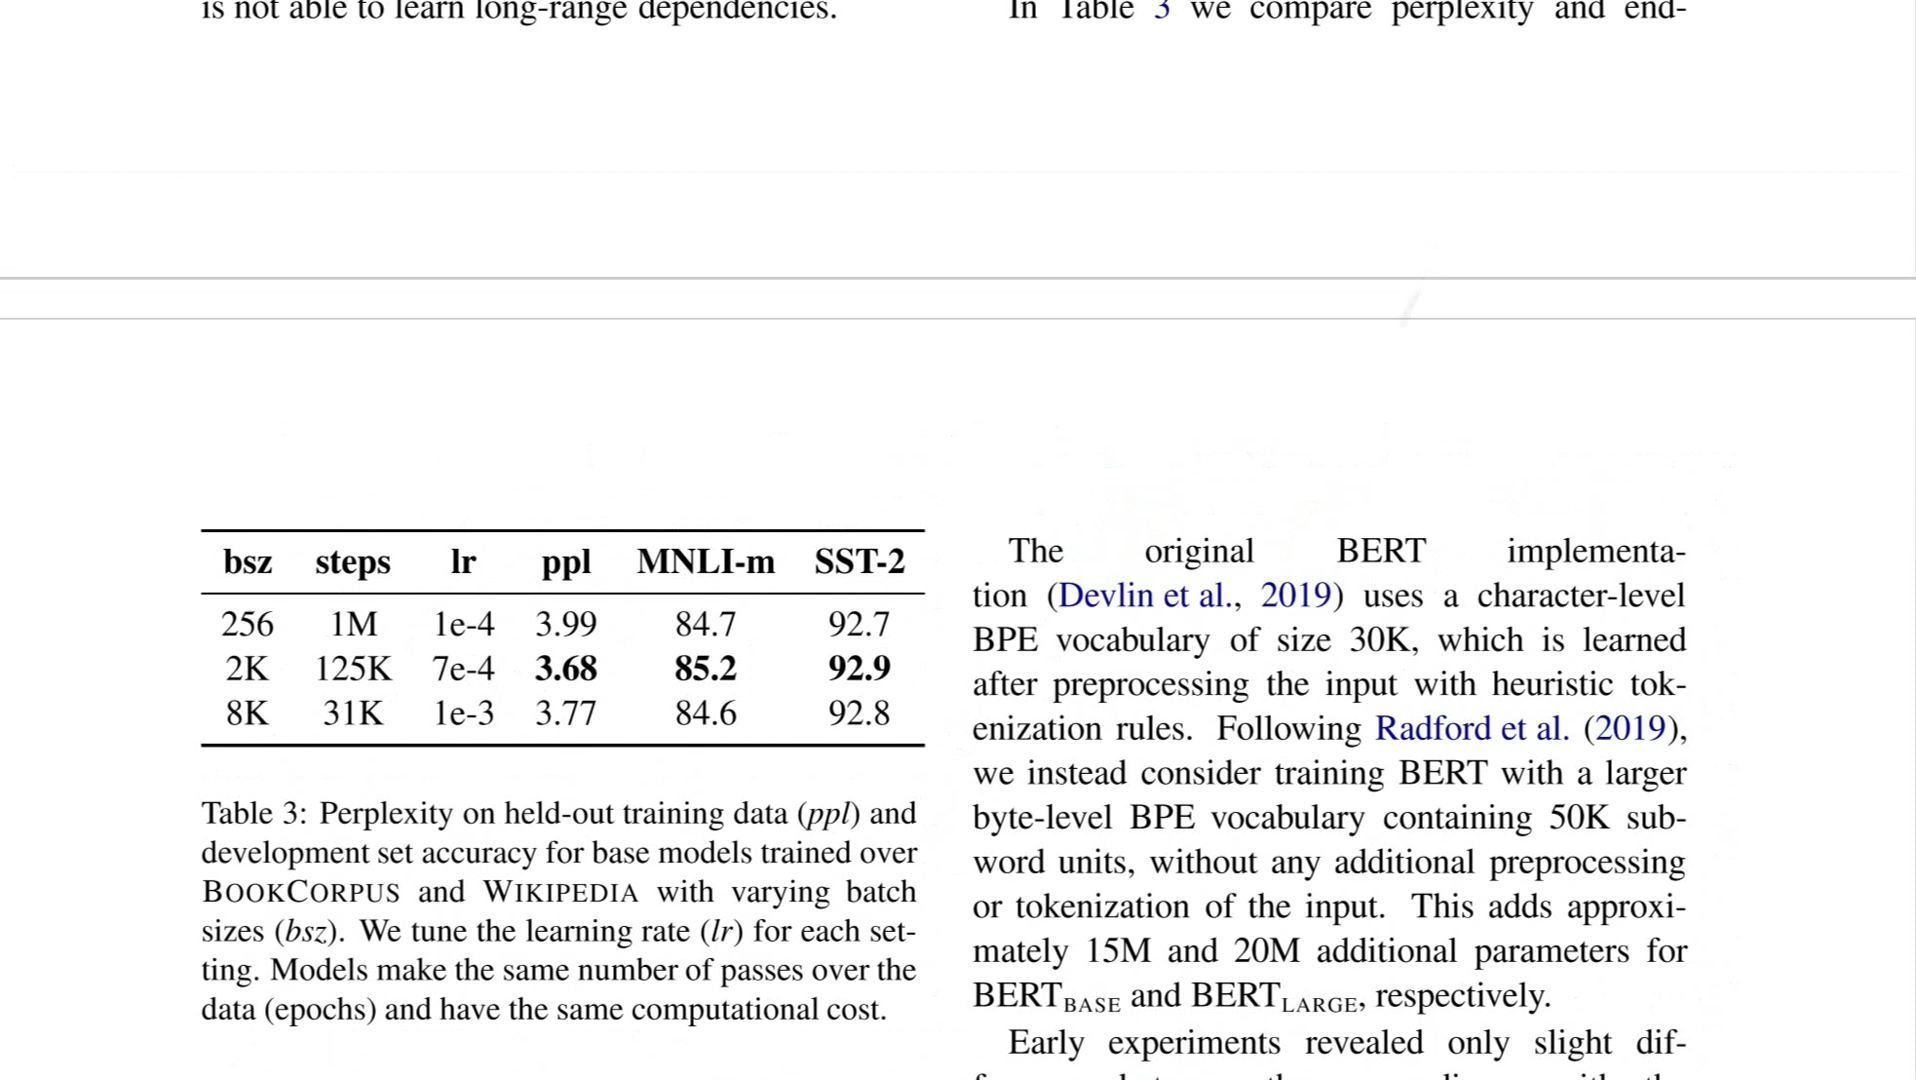 is not able to learn long-range dependencies.
In Table 3 we compare perplexity and end-
bsz steps lr ppl MNLI-m SST-2
256 1M 1e-4 3.99 84.7 92.7
2K 125K 7e-4 3.68 85.2 92.9
8K 31K 1e-3 3.77 84.6 92.8
Table 3: Perplexity on held-out training data (ppl) and
development set accuracy for base models trained over
BOOKCORPUS and WIKIPEDIA with varying batch
sizes (bsz). We tune the learning rate (lr) for each set-
ting. Models make the same number of passes over the
data (epochs) and have the same computational cost.
The original BERT implementa-
tion (Devlin et al., 2019) uses a character-level
BPE vocabulary of size 30K, which is learned
after preprocessing the input with heuristic tok-
enization rules. Following Radford et al. (2019),
we instead consider training BERT with a larger
byte-level BPE vocabulary containing 50K sub-
word units, without any additional preprocessing
or tokenization of the input. This adds approxi-
mately 15M and 20M additional parameters for
BERTBASE and BERTLARGE, respectively.
Early experiments revealed only slight dif-